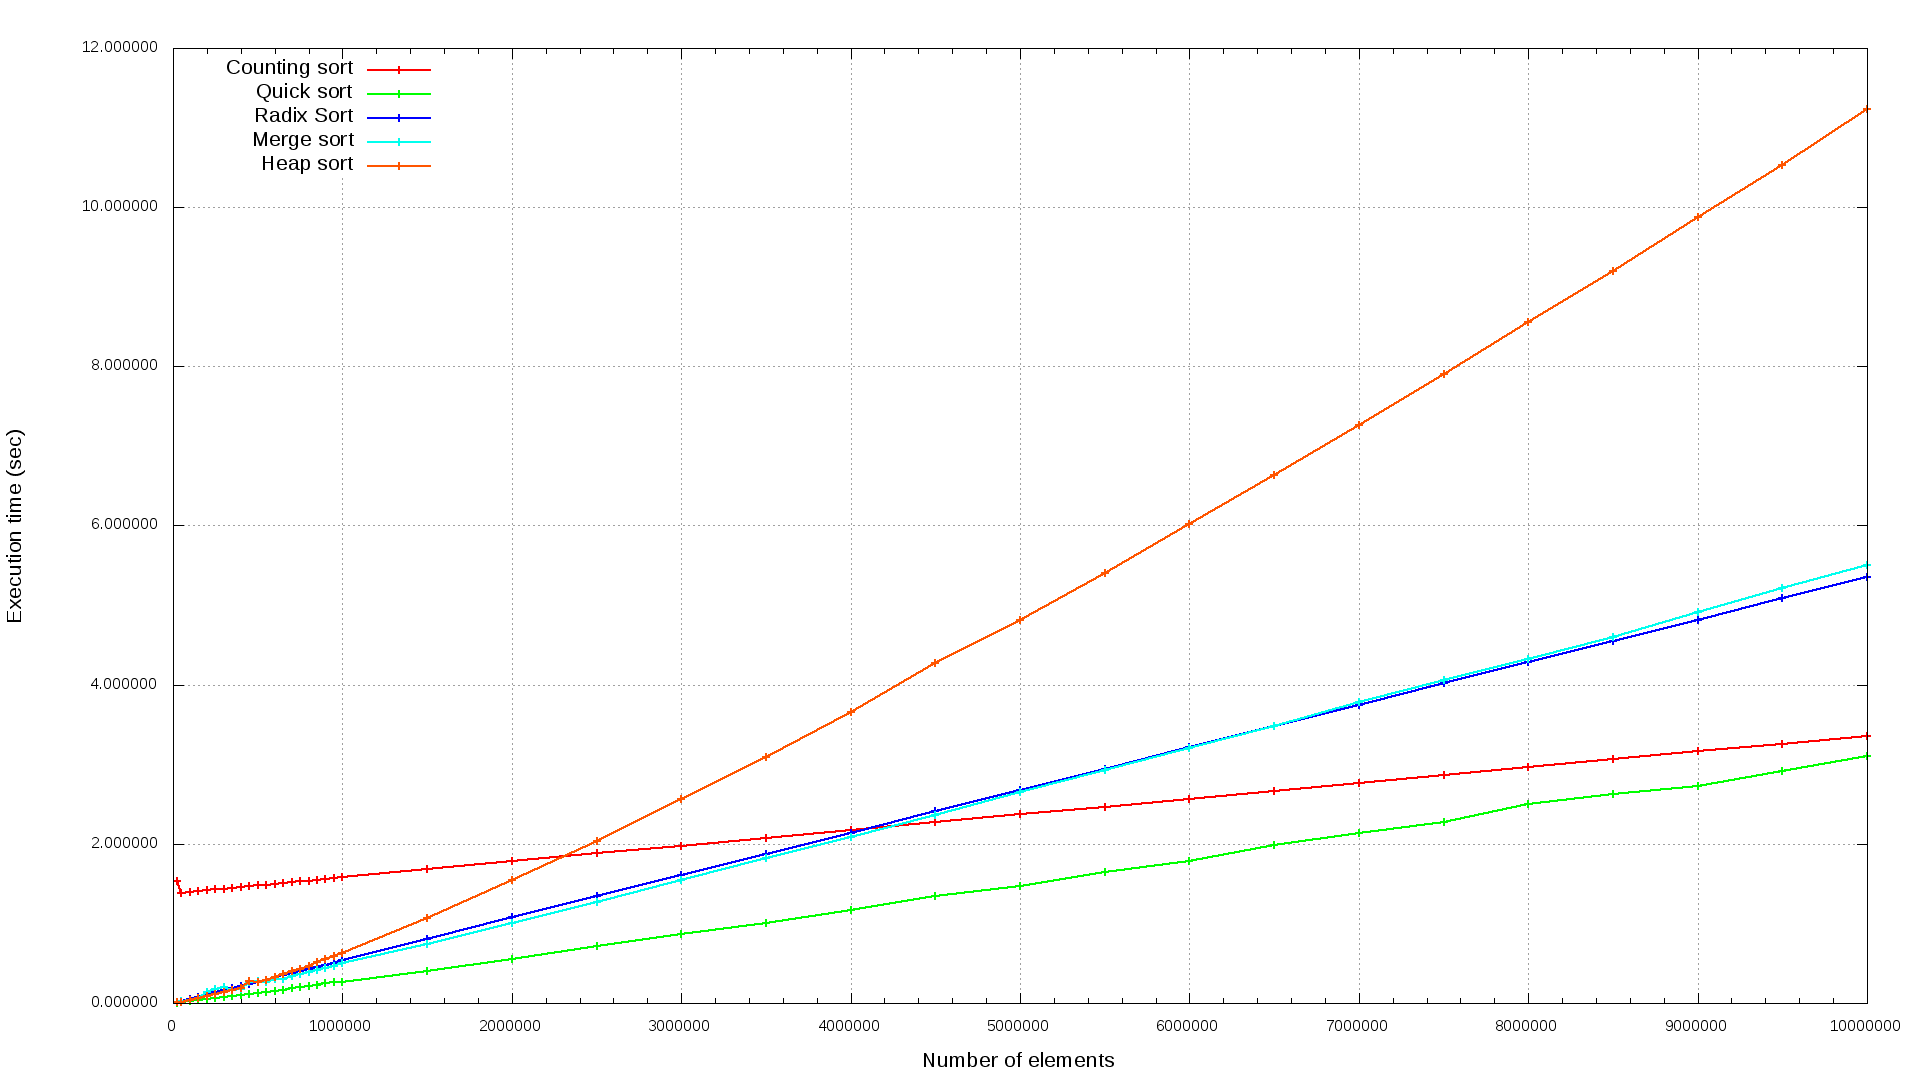 12.000000
10.000000
8.000000
6.000000
4.000000
2.000000
0.000000
Execution time (sec)
Counting sort
Quick sort
Radix Sort
Merge sort
Heap sort
0 1000000 2000000 3000000 4000000 5000000 6000000 7000000 8000000 9000000 10000000
Number of elements